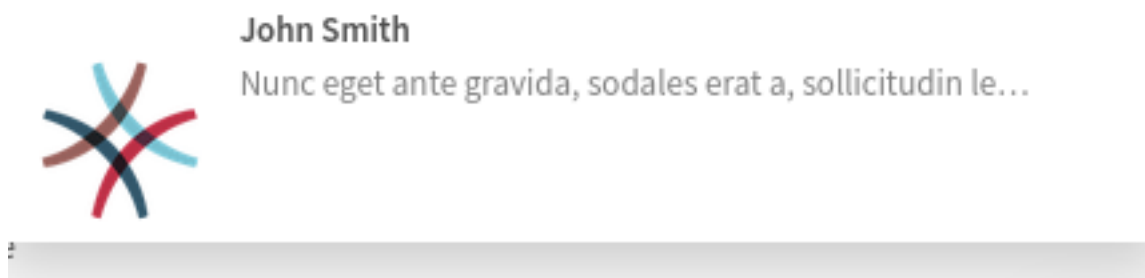 John Smith
Nunc eget ante gravida, sodales erat a, sollicitudin le...